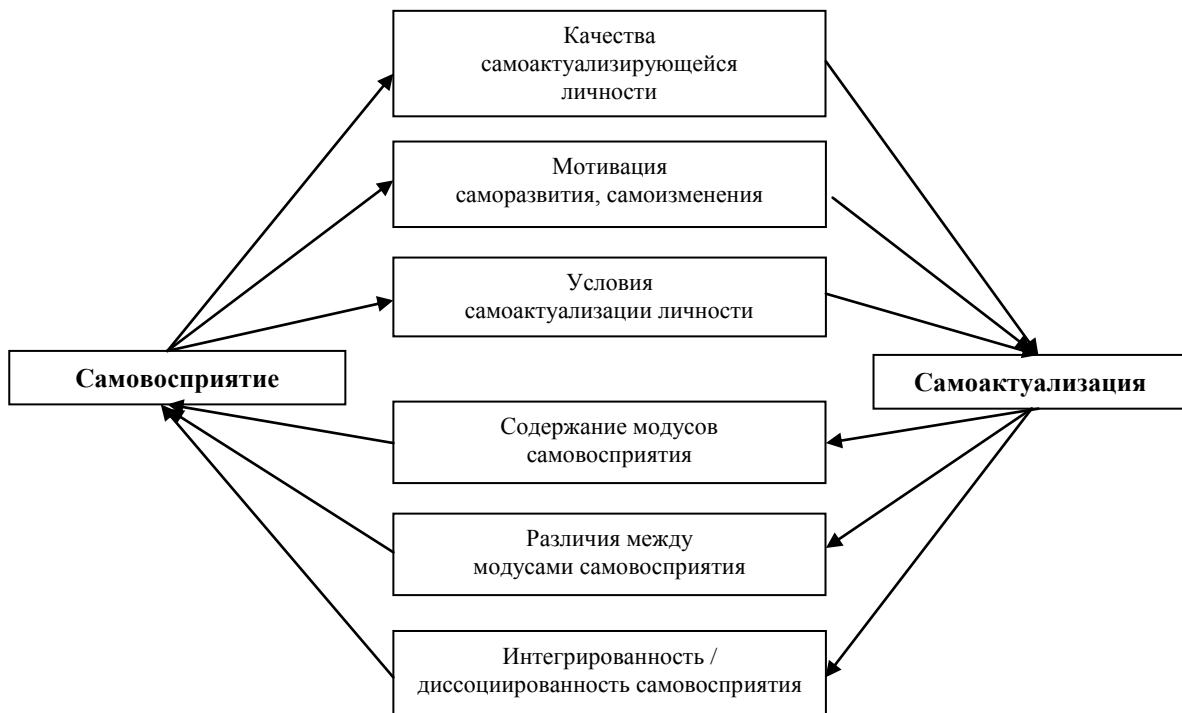 Качества
самоактуализирующейся
личности
Мотивация
саморазвития, самоизменения
Условия
самоактуализации личности
Самовосприятие
Самоактуализация
Содержание модусов
самовосприятия
Различия между
модусами самовосприятия
Интегрированность /
диссоциированность самовосприятия